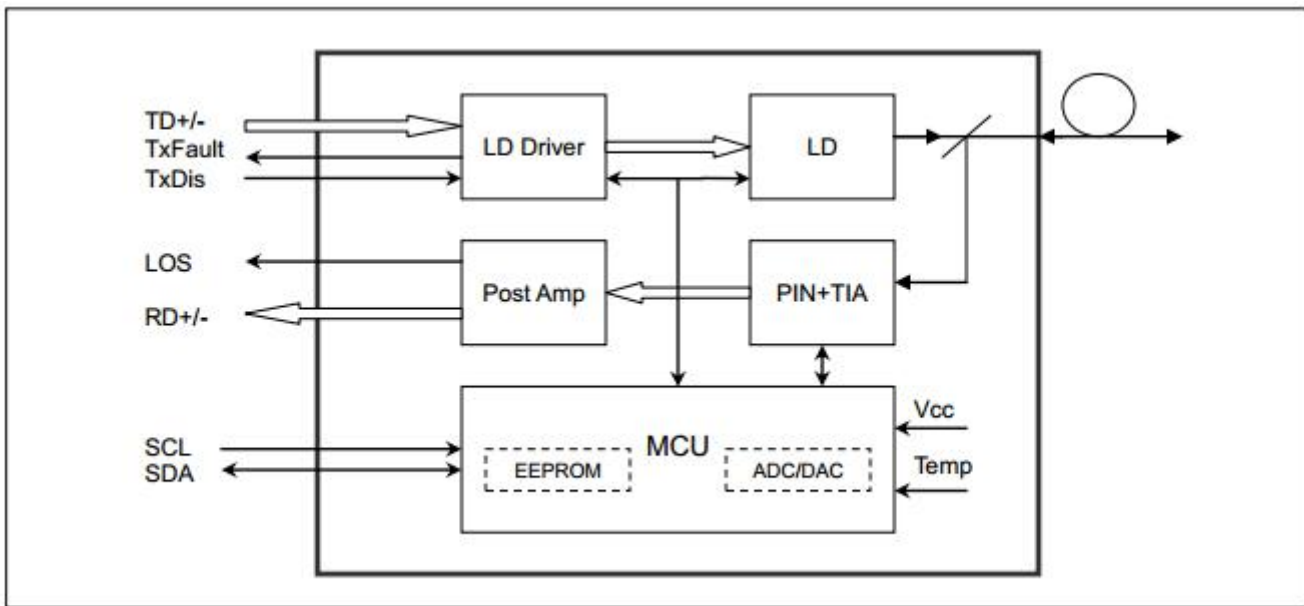 TD+/-
TxFault
TxDis
LD Driver
LD
LOS
RD+/-
Post Amp
PIN+TIA
SCL
SDA
MCU
EEPROM
ADC/DAC
Vcc
Temp